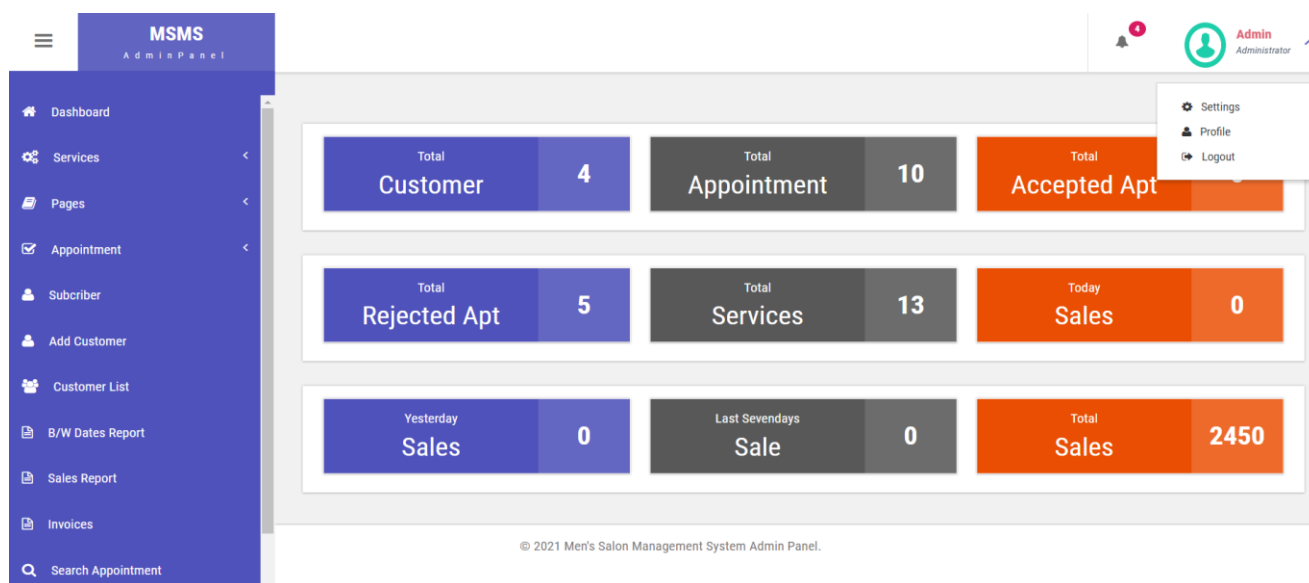 MSMS
AdminPanel
4
Admin
Administrator
Settings
Profile
Logout
Dashboard
Services
Pages
Appointment
Subcriber
Add Customer
Customer List
B/W Dates Report
Sales Report
Invoices
Search Appointment
Total
Customer
4
Total
Appointment
10
Total
Accepted Apt
Total
Rejected Apt
5
Total
Services
13
Today
Sales
0
Yesterday
Sales
0
Last Sevendays
Sale
0
Total
Sales
2450
© 2021 Men's Salon Management System Admin Panel.